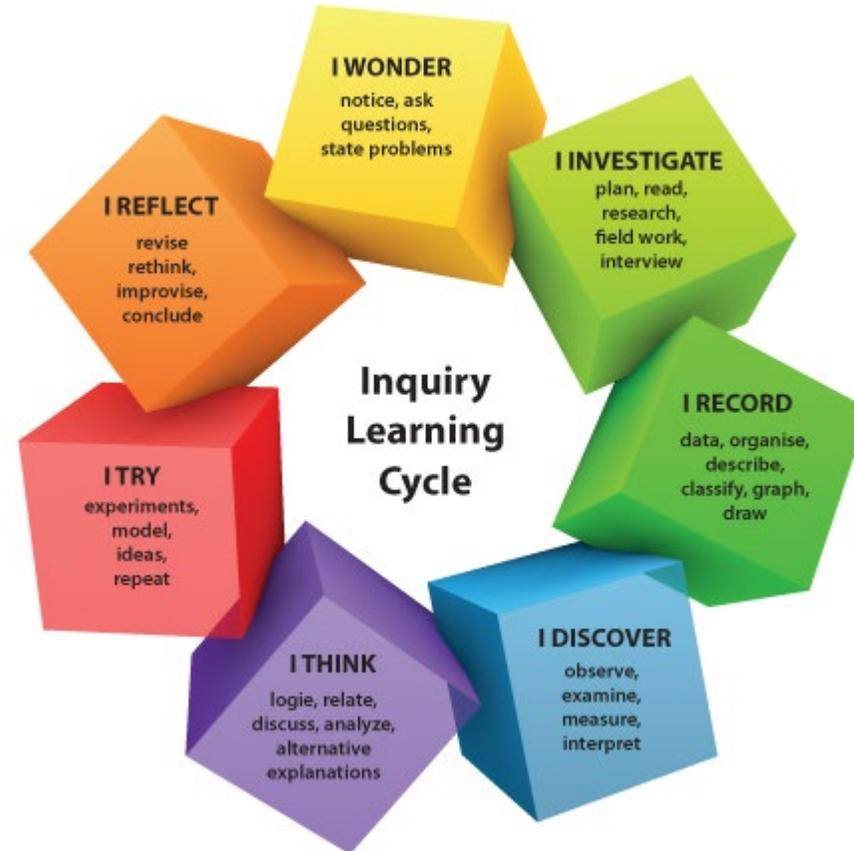 I WONDER
notice, ask
questions,
state problems
I INVESTIGATE
plan, read,
research,
field work,
interview
I RECORD
data, organise,
describe,
classify, graph,
draw
I DISCOVER
observe,
examine,
measure,
interpret
I THINK
logie, relate,
discuss, analyze,
alternative
explanations
I TRY
experiments,
model,
ideas,
repeat
I REFLECT
revise
rethink,
improvise,
conclude
Inquiry
Learning
Cycle